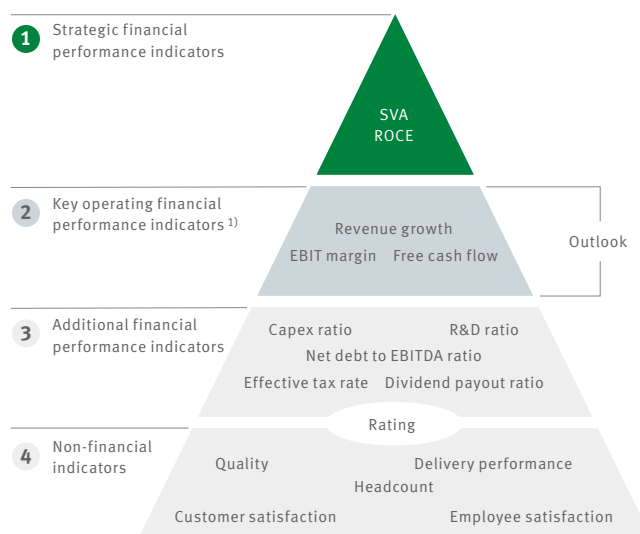 1 Strategic financial
performance indicators
SVA
ROCE
2 Key operating financial
performance indicators 1)
Revenue growth
EBIT margin Free cash flow
Outlook
3 Additional financial
performance indicators
Capex ratio R&D ratio
Net debt to EBITDA ratio
Effective tax rate Dividend payout ratio
Rating
4 Non-financial
indicators
Quality Delivery performance
Headcount
Customer satisfaction Employee satisfaction